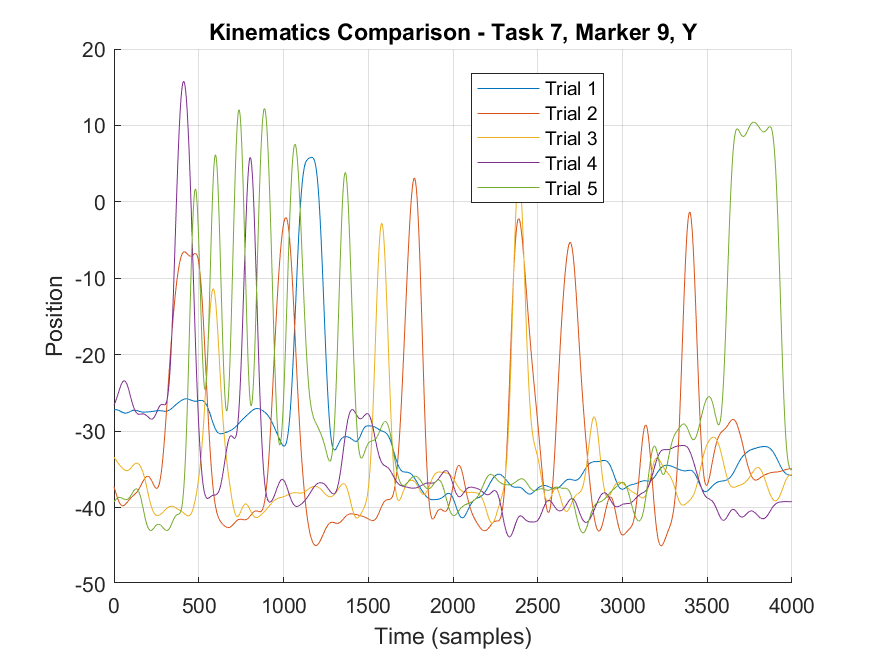 Kinematics Comparison - Task 7, Marker 9, Y
20
10
0
-10
-20
-30
-40
-50
Position
Trial 1
Trial 2
Trial 3
Trial 4
Trial 5
0 500 1000 1500 2000 2500 3000 3500 4000
Time (samples)